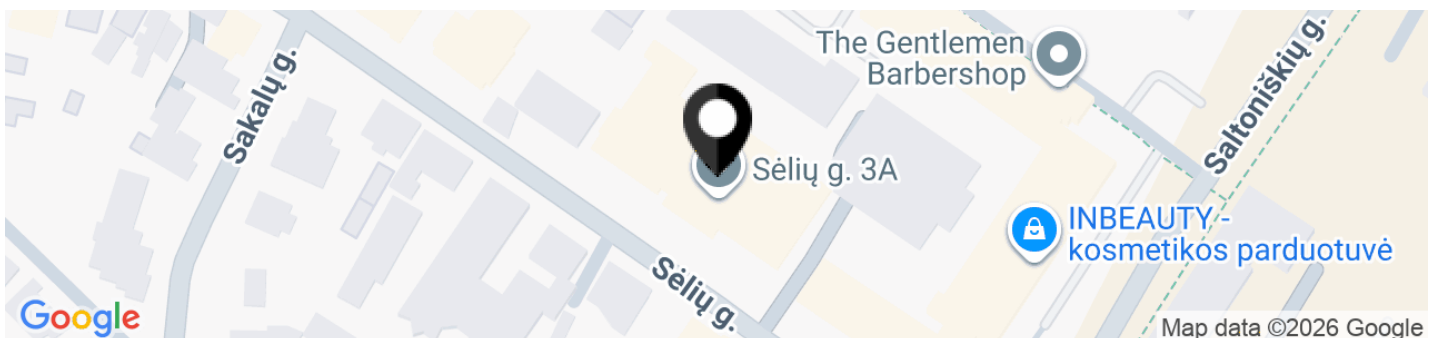 The Gentlemen
Barbershop
Saltoniškių g.
Sakalų g.
Sėlių g. 3A
INBEAUTY -
kosmetikos parduotuvė
Sėlių g.
Google
Map data ©2026 Google